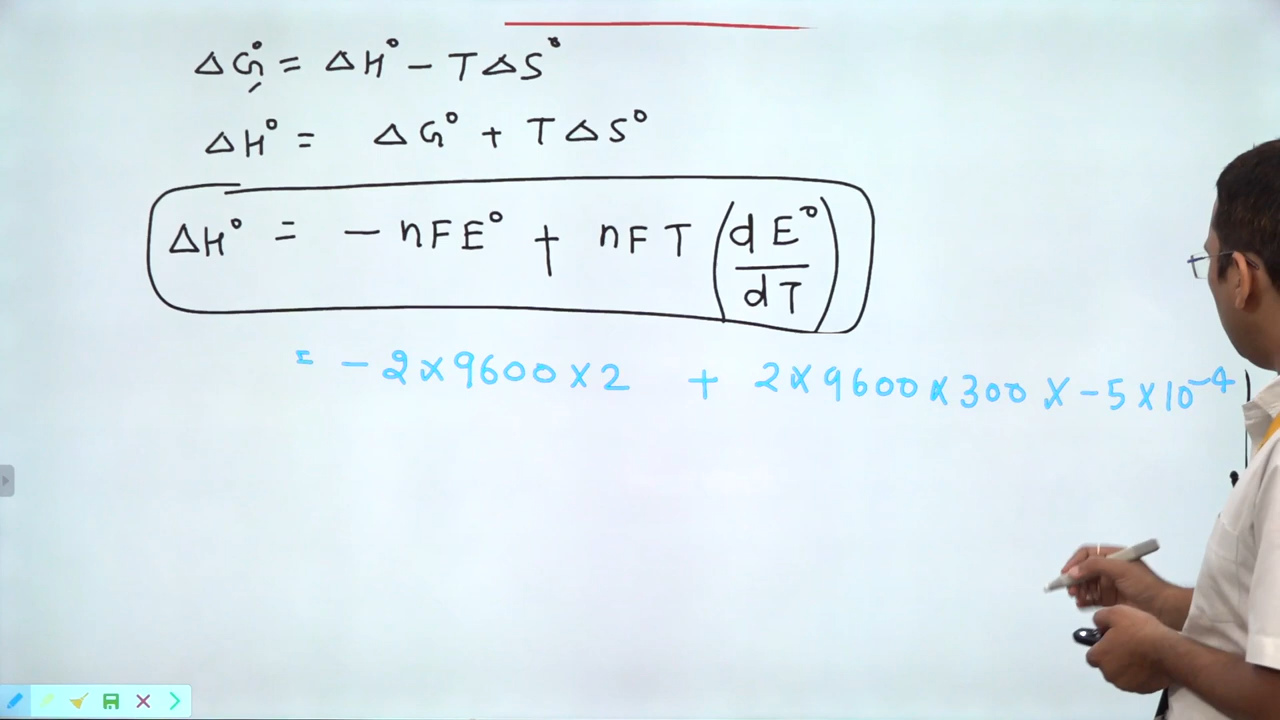 ΔG° = ΔH° − TΔS°
ΔH° = ΔG° + TΔS°
ΔH° = − nFE° + nFT (dE°/dT)
= − 2 × 9600 × 2 + 2 × 9600 × 300 × − 5 × 10⁻⁴